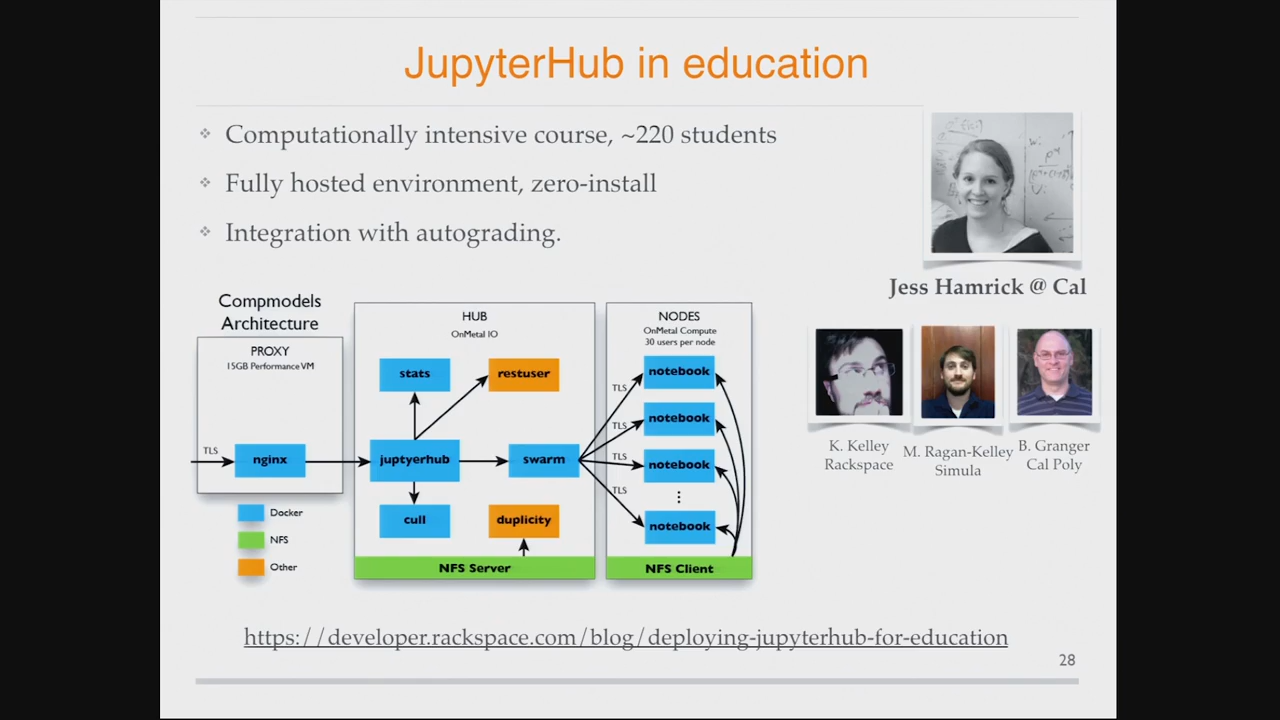 JupyterHub in education
Computationally intensive course, ~220 students
Fully hosted environment, zero-install
Integration with autograding.
Jess Hamrick @ Cal
K. Kelley
Rackspace
M. Ragan-Kelley
Simula
B. Granger
Cal Poly
Compmodels
Architecture
PROXY
15GB Performance VM
TLS
nginx
Docker
NFS
Other
HUB
OnMetal IO
stats
restuser
juptyerhub
swarm
cull
duplicity
NFS Server
NODES
OnMetal Compute
30 users per node
TLS
notebook
TLS
notebook
TLS
notebook
TLS
notebook
NFS Client
https://developer.rackspace.com/blog/deploying-jupyterhub-for-education
28